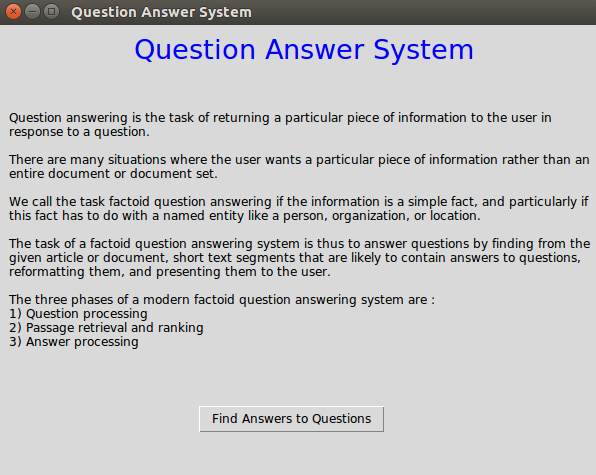 Question Answer System
Question Answer System
Question answering is the task of returning a particular piece of information to the user in
response to a question.
There are many situations where the user wants a particular piece of information rather than an
entire document or document set.
We call the task factoid question answering if the information is a simple fact, and particularly if
this fact has to do with a named entity like a person, organization, or location.
The task of a factoid question answering system is thus to answer questions by finding from the
given article or document, short text segments that are likely to contain answers to questions,
reformatting them, and presenting them to the user.
The three phases of a modern factoid question answering system are :
1) Question processing
2) Passage retrieval and ranking
3) Answer processing
Find Answers to Questions